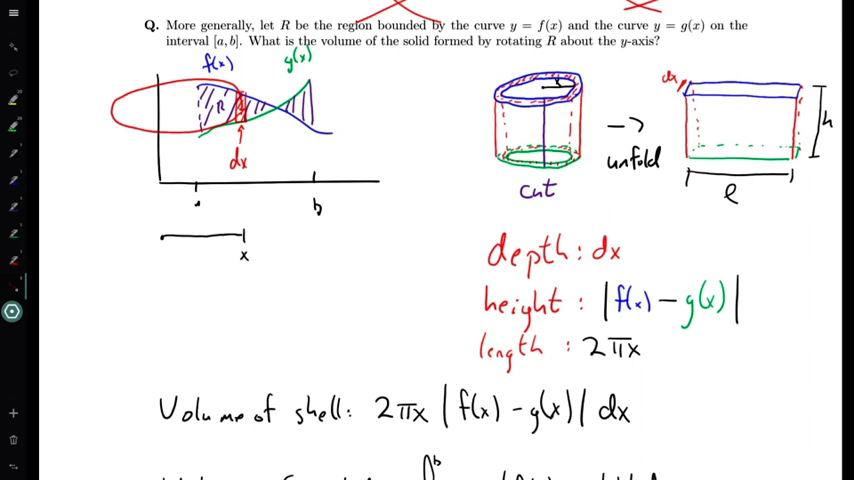 Q. More generally, let R be the region bounded by the curve y = f(x) and the curve y = g(x) on the
interval [a, b]. What is the volume of the solid formed by rotating R about the y-axis?
f(x) g(x)
R
dx
b
x
x
cut
→ unfold
dx
h
l
depth: dx
height: |f(x) - g(x)|
length: 2πx
Volume of shell: 2πx |f(x) - g(x)| dx